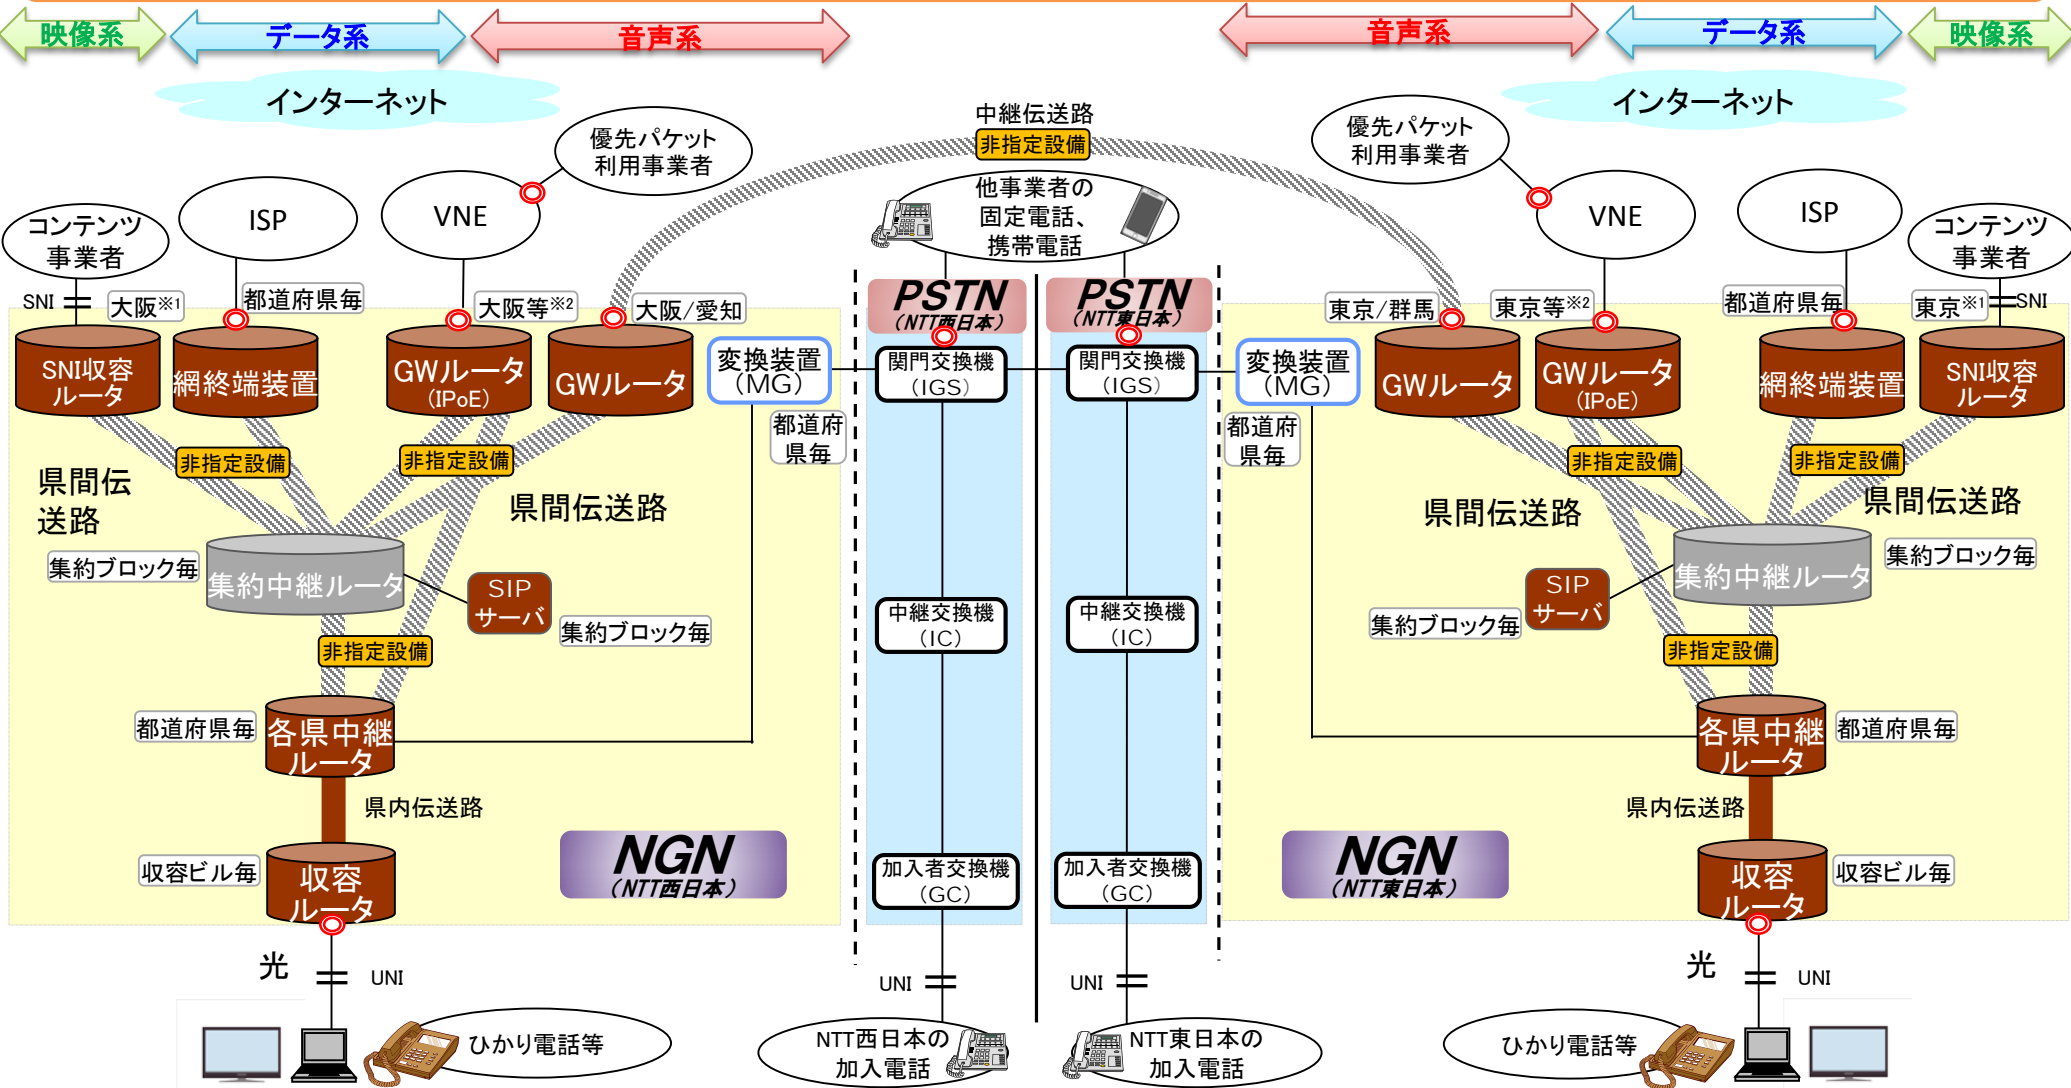 映像系
データ系
音声系
音声系
データ系
映像系
インターネット
インターネット
中継伝送路
非指定設備
優先パケット
利用事業者
優先パケット
利用事業者
他事業者の
固定電話、
携帯電話
コンテンツ
事業者
ISP
VNE
VNE
ISP
コンテンツ
事業者
SNI
大阪※1
都道府県毎
大阪等※2
大阪/愛知
PSTN
（NTT西日本）
PSTN
（NTT東日本）
東京/群馬
東京等※2
都道府県毎
東京※1
SNI
SNI収容
ルータ
網終端装置
GWルータ
（IPoE）
GWルータ
変換装置
（MG）
関門交換機
（IGS）
関門交換機
（IGS）
変換装置
（MG）
GWルータ
GWルータ
（IPoE）
網終端装置
SNI収容
ルータ
都道府
県毎
都道府
県毎
非指定設備
非指定設備
非指定設備
非指定設備
県間伝
送路
県間伝送路
県間伝送路
県間伝送路
集約ブロック毎
集約中継ルータ
SIP
サーバ
集約ブロック毎
中継交換機
（IC）
中継交換機
（IC）
集約ブロック毎
SIP
サーバ
集約中継ルータ
集約ブロック毎
非指定設備
非指定設備
都道府県毎
各県中継
ルータ
各県中継
ルータ
都道府県毎
県内伝送路
県内伝送路
収容ビル毎
収容
ルータ
NGN
（NTT西日本）
加入者交換機
（GC）
加入者交換機
（GC）
NGN
（NTT東日本）
収容
ルータ
収容ビル毎
光
UNI
UNI
UNI
光
UNI
ひかり電話等
NTT西日本の
加入電話
NTT東日本の
加入電話
ひかり電話等